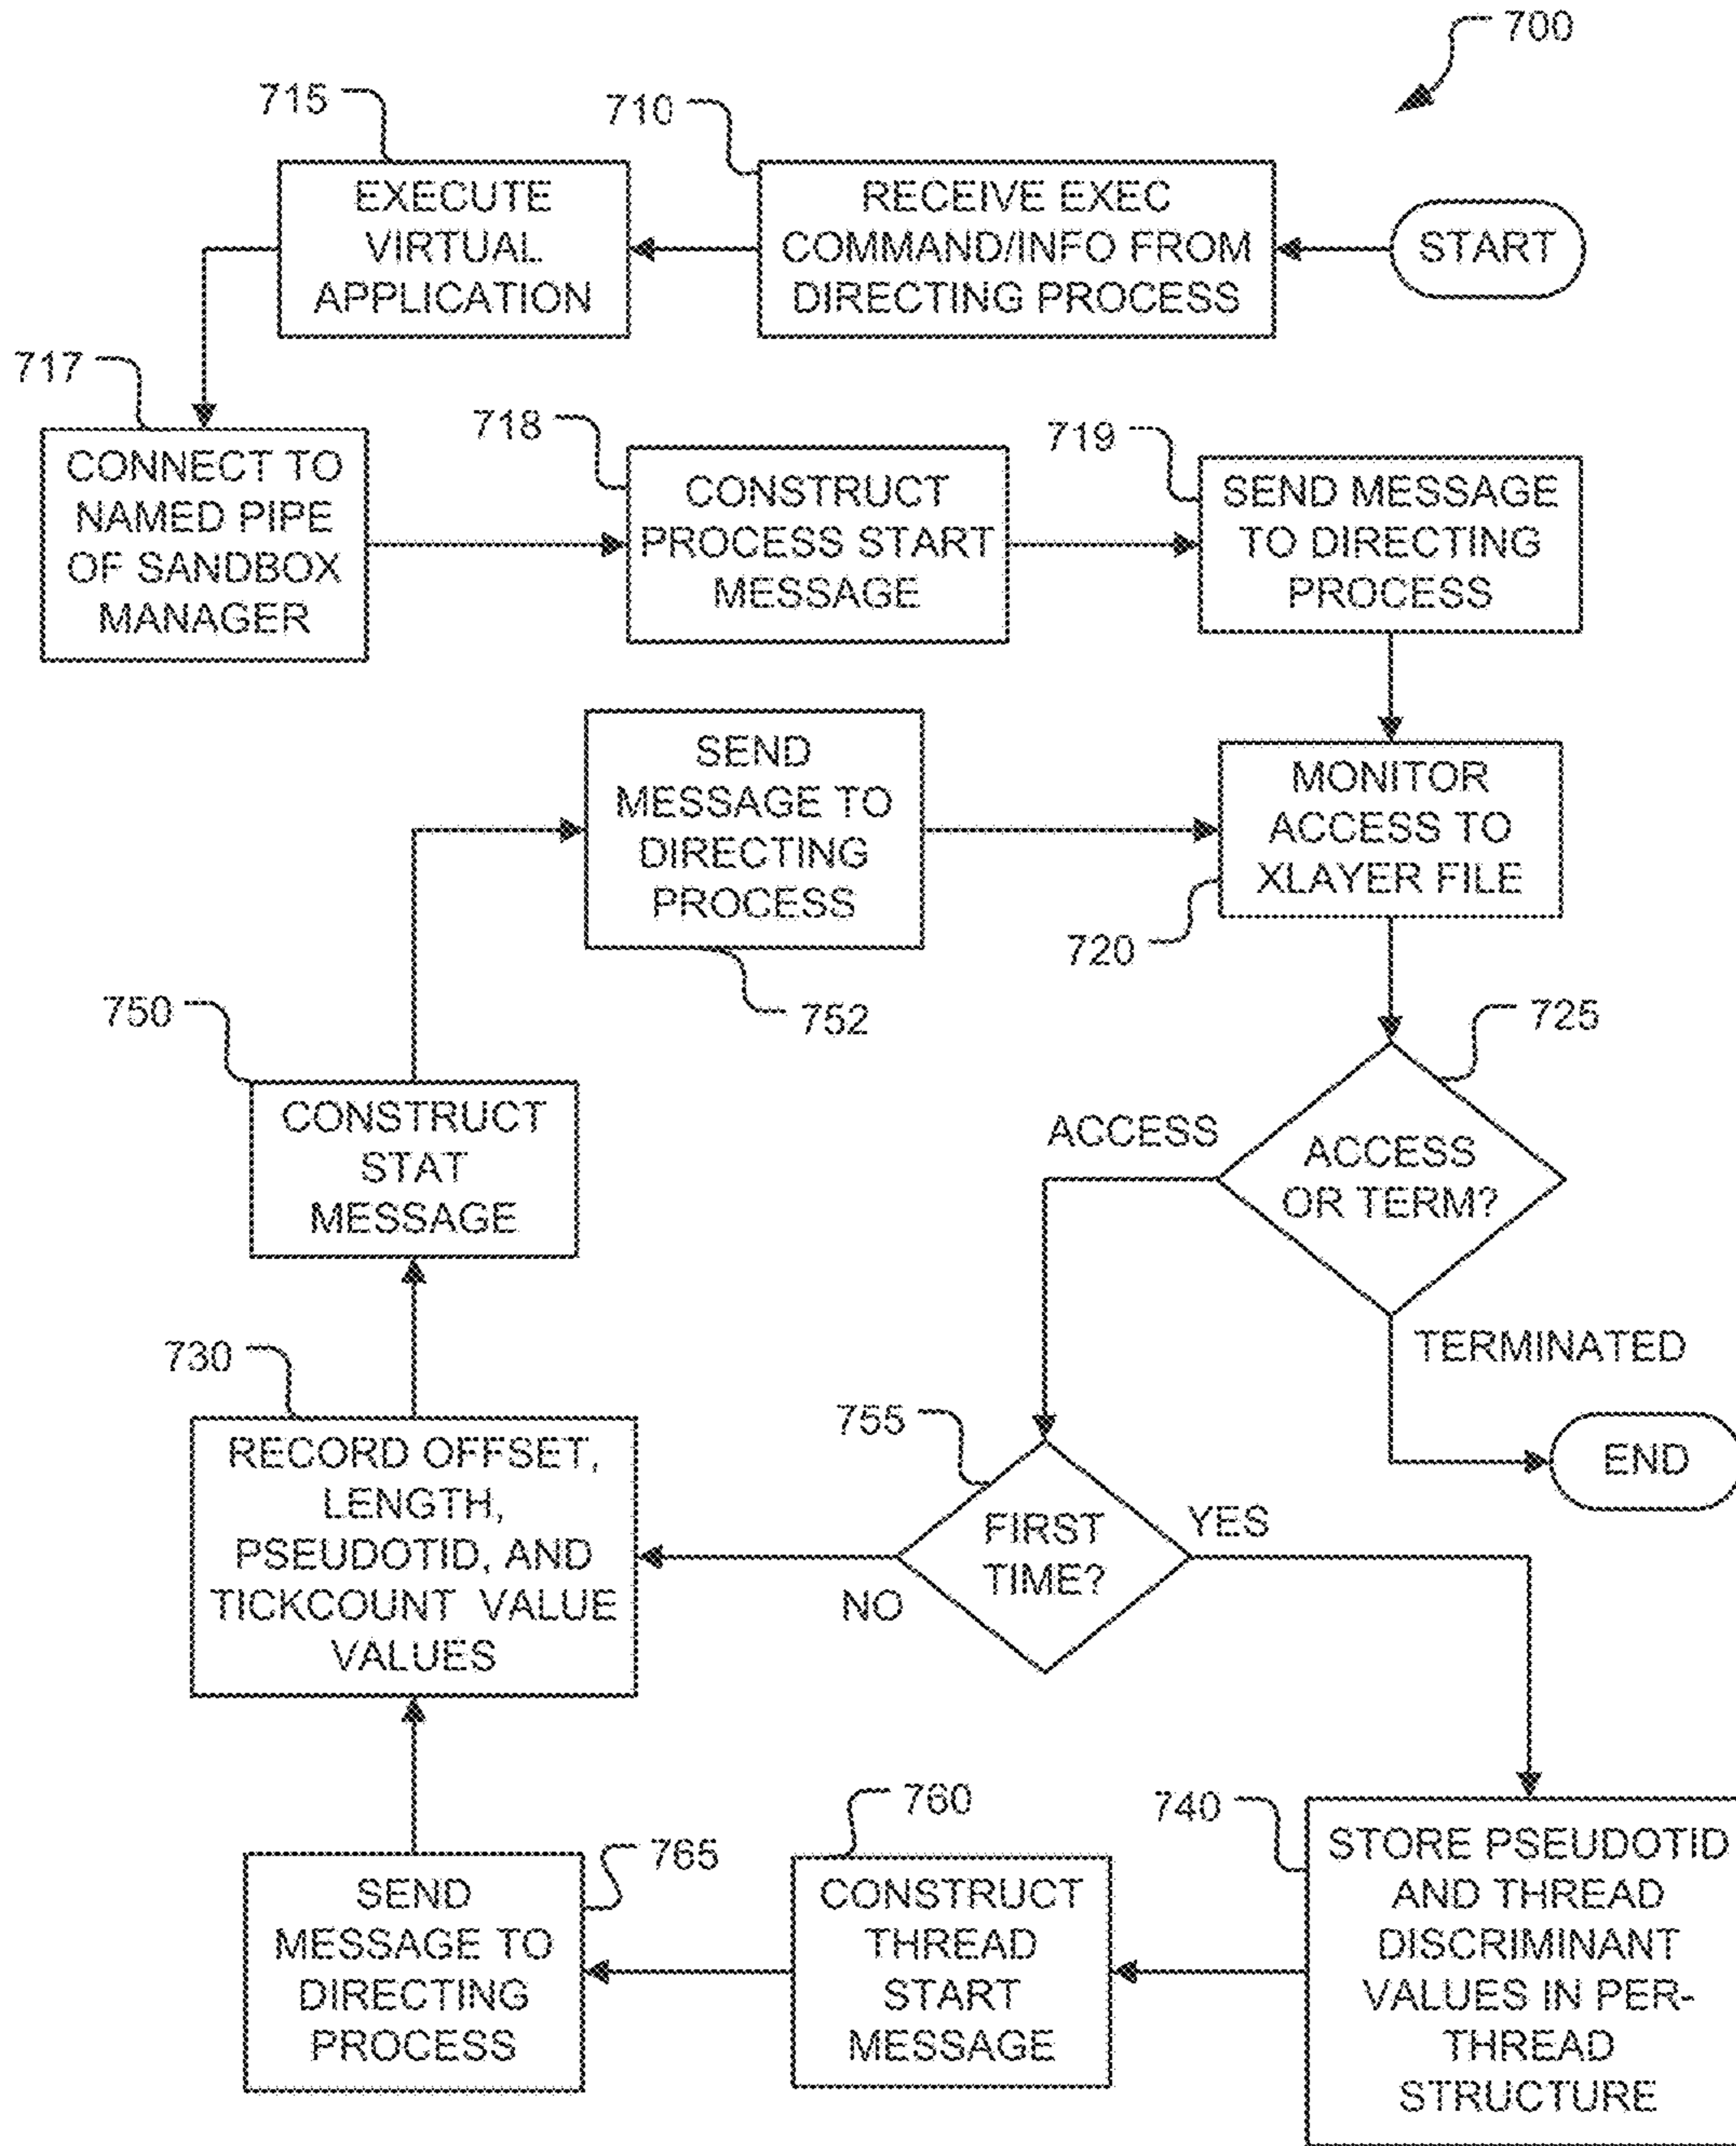 700
715
710
EXECUTE
VIRTUAL
APPLICATION
RECEIVE EXEC
COMMAND/INFO FROM
DIRECTING PROCESS
START
717
718
719
CONNECT TO
NAMED PIPE
OF SANDBOX
MANAGER
CONSTRUCT
PROCESS START
MESSAGE
SEND MESSAGE
TO DIRECTING
PROCESS
SEND
MESSAGE TO
DIRECTING
PROCESS
752
MONITOR
ACCESS TO
XLAYER FILE
720
750
CONSTRUCT
STAT
MESSAGE
725
ACCESS
ACCESS
OR TERM?
TERMINATED
END
730
RECORD OFFSET,
LENGTH,
PSEUDOTID, AND
TICKCOUNT VALUE
VALUES
755
FIRST
TIME?
YES
NO
765
SEND
MESSAGE TO
DIRECTING
PROCESS
760
CONSTRUCT
THREAD
START
MESSAGE
740
STORE PSEUDOTID
AND THREAD
DISCRIMINANT
VALUES IN PER-
THREAD
STRUCTURE